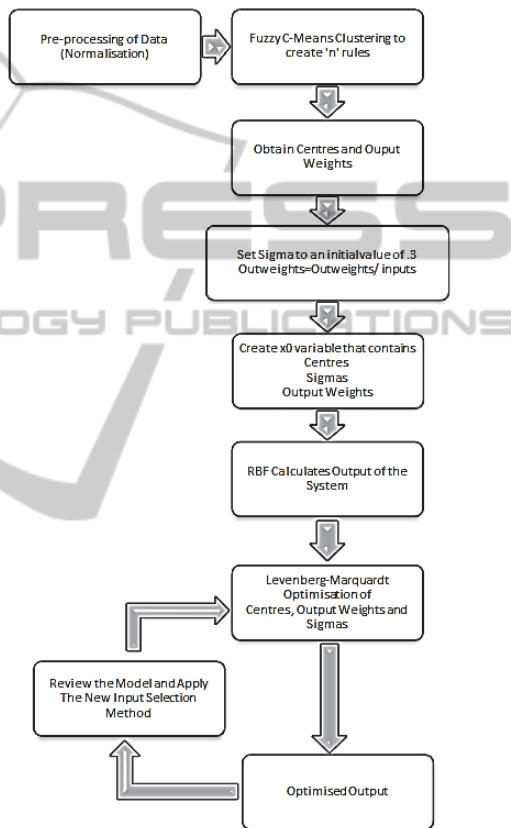 Pre-processing of Data
(Normalisation)
Fuzzy C-Means Clustering to
create 'n' rules
Obtain Centres and Ouput
Weights
Set Sigma to an initial value of .3
Outweights=Outweights/ inputs
Create x0 variable that contains
Centres
Sigmas
Output Weights
RBF Calculates Output of the
System
Levenberg-Marquardt
Optimisation of
Centres, Output Weights and
Sigmas
Review the Model and Apply
The New Input Selection
Method
Optimised Output
PRESS
OGY PUBLICATIONS